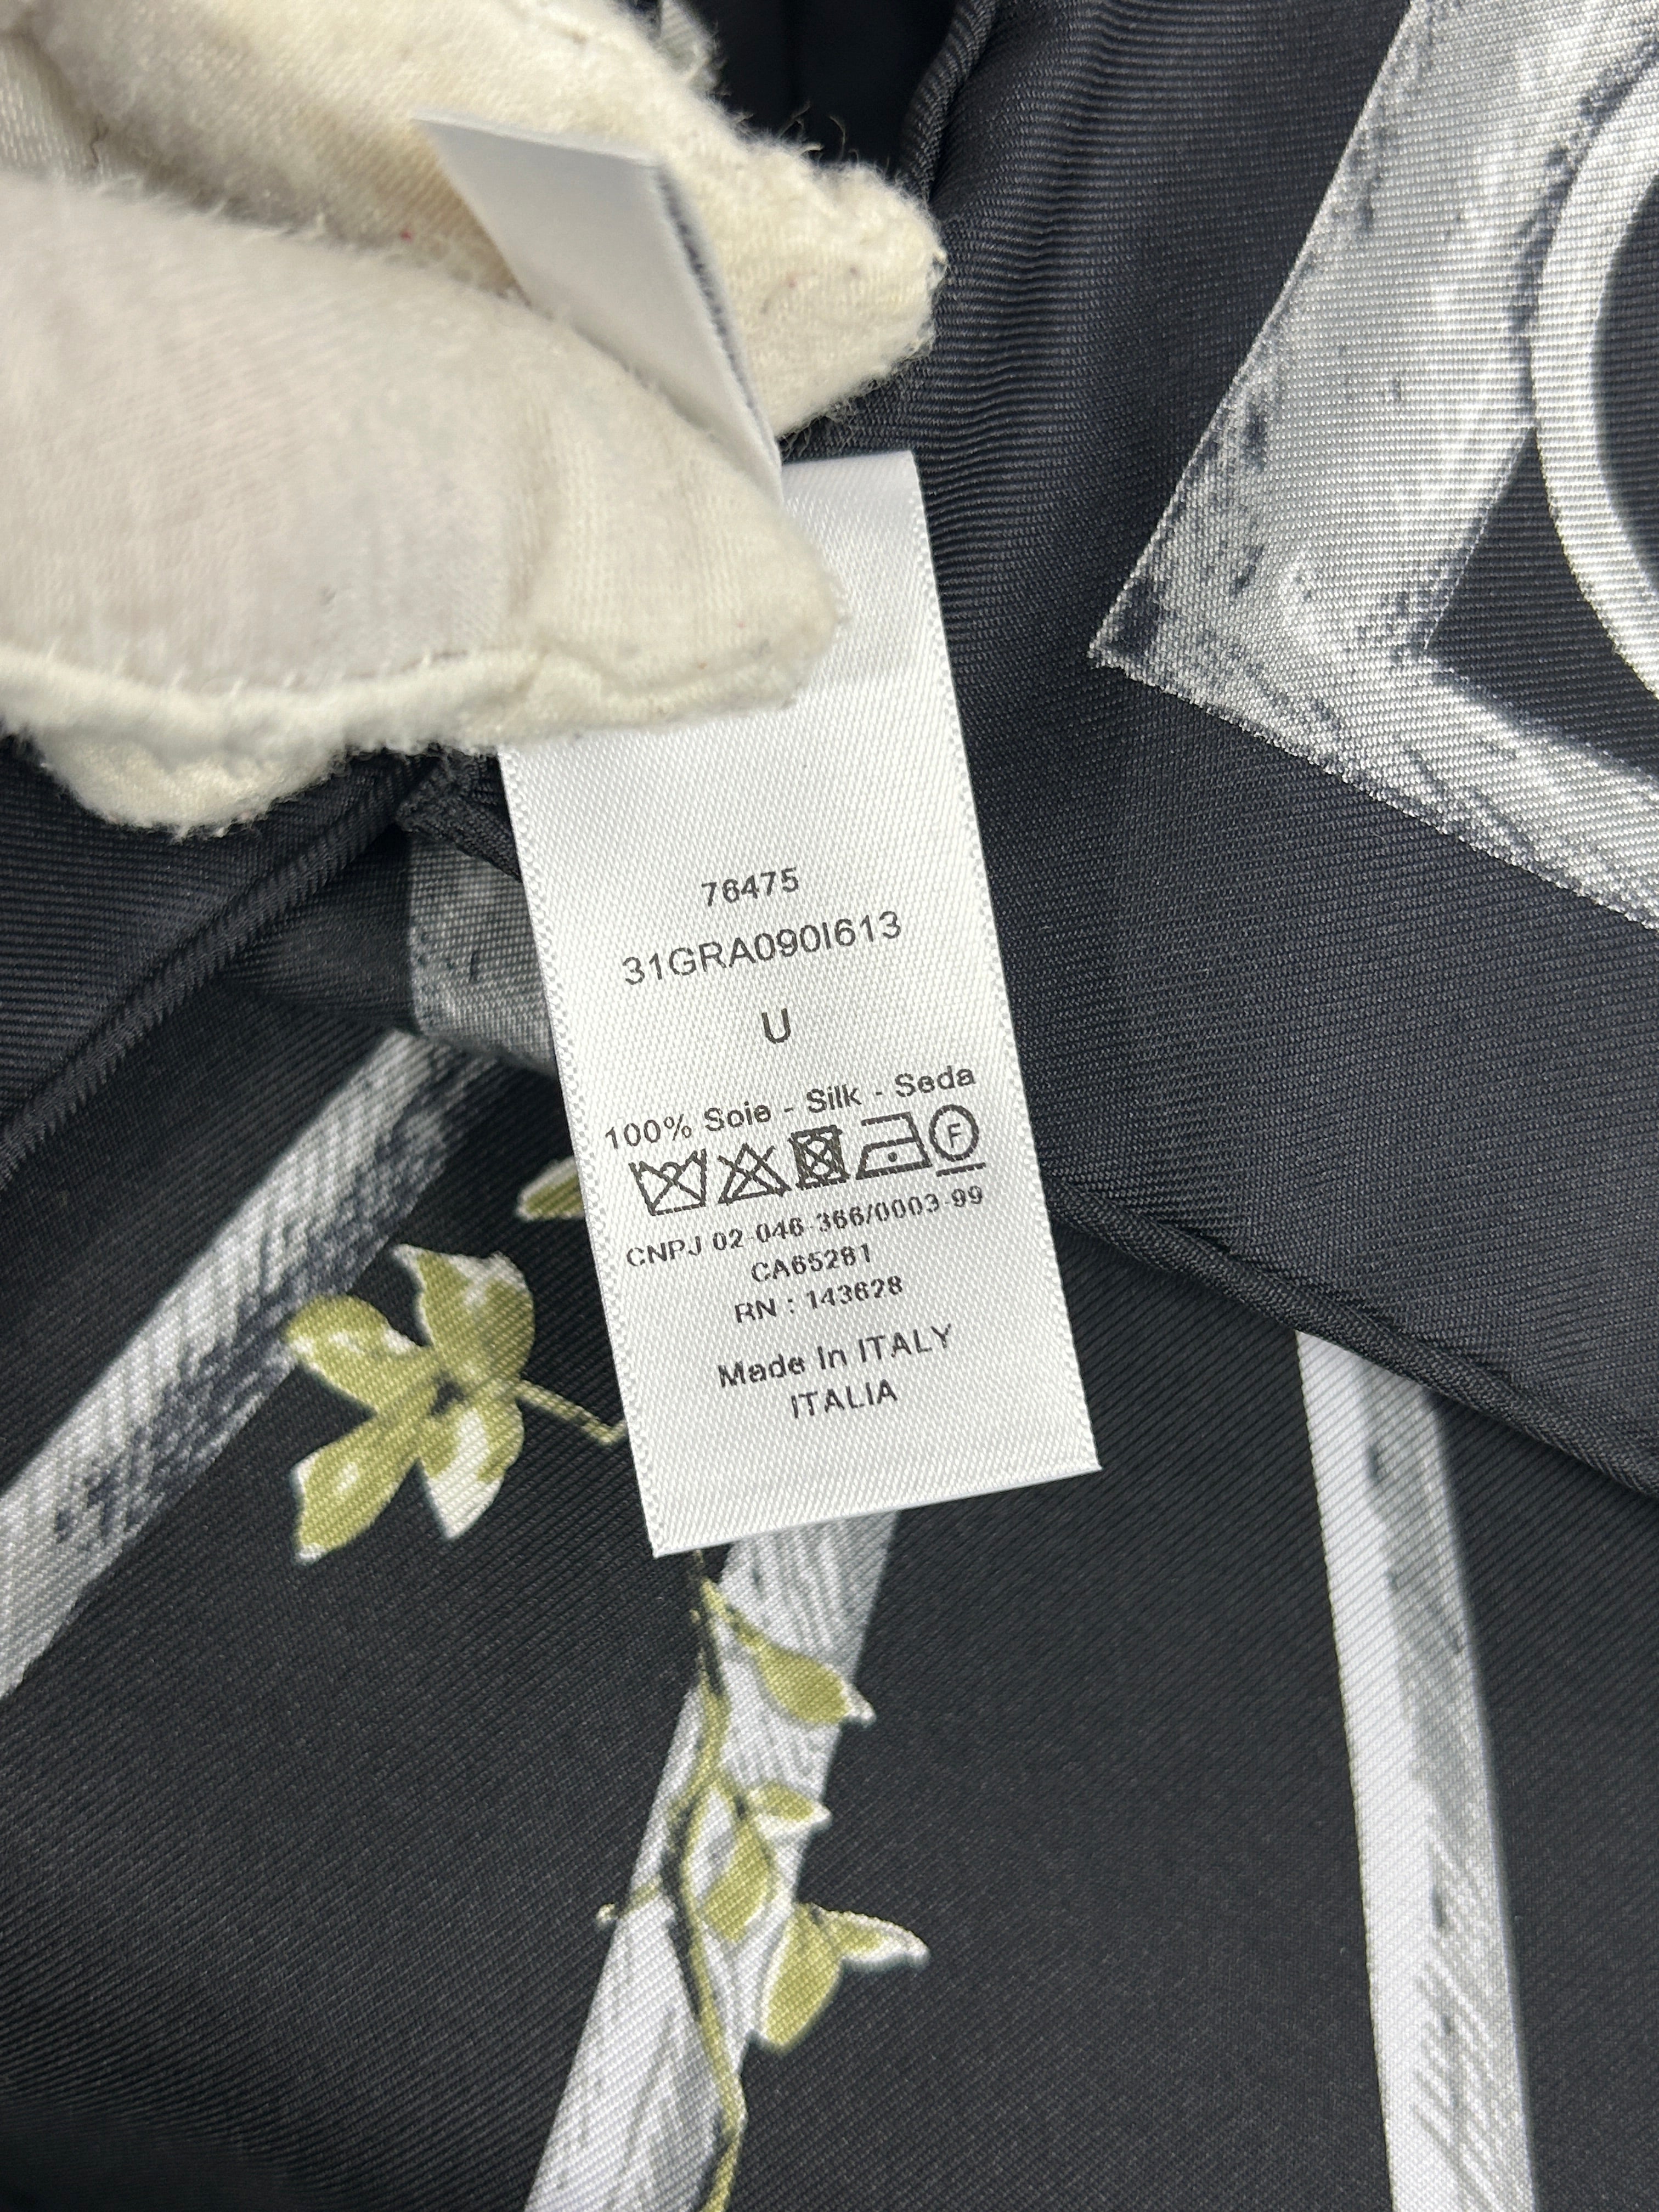 76475
31GRA090I613
U
100% Soie - Silk - Seda
F
CNPJ 02 046 366/0003-99
CA65281
RN : 143628
Made In ITALY
ITALIA